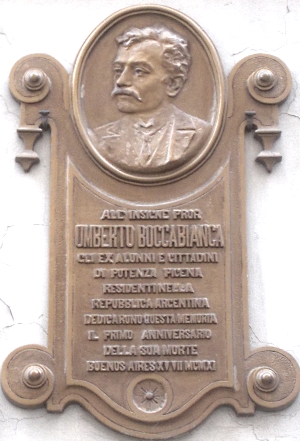 ALL'INSIGNE PROF.
UMBERTO BOCCABIANCA
GLI EX ALUNNI E CITTADINI
DI POTENZA PICENA
RESIDENTI NELLA
REPUBBLICA ARGENTINA
DEDICARONO QUESTA MEMORIA
IL PRIMO ANNIVERSARIO
DELLA SUA MORTE
BUENOS AIRES XVII MCMXI